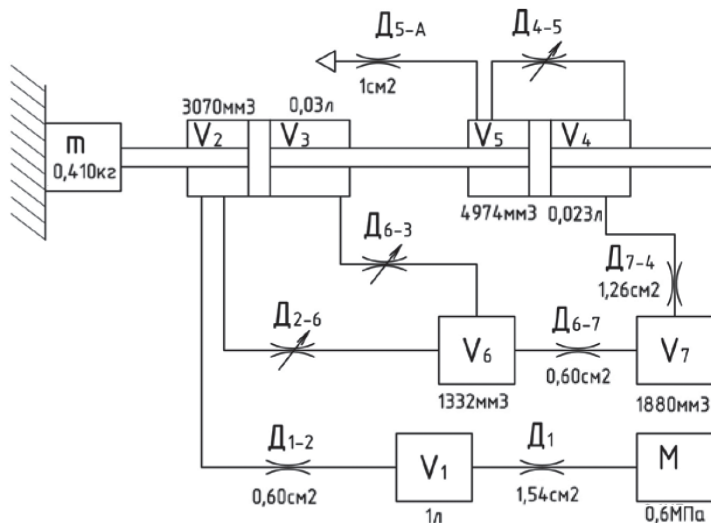 Д5-А
Д4-5
1см2
3070мм3
0,03л
m
0,410кг
V2
V3
V5
V4
4974мм3
0,023л
Д6-3
Д7-4
1,26см2
Д2-6
Д6-7
V6
V7
0,60см2
1332мм3
1880мм3
Д1-2
Д1
V1
М
0,60см2
1,54см2
1л
0,6МПа